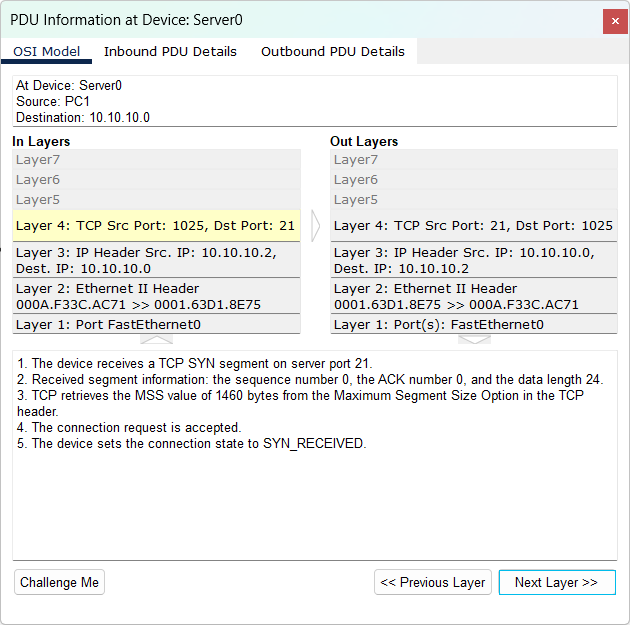 PDU Information at Device: Server0
OSI Model
Inbound PDU Details
Outbound PDU Details
At Device: Server0
Source: PC1
Destination: 10.10.10.0
In Layers
Layer7
Layer6
Layer5
Layer 4: TCP Src Port: 1025, Dst Port: 21
Layer 3: IP Header Src. IP: 10.10.10.2,
Dest. IP: 10.10.10.0
Layer 2: Ethernet II Header
000A.F33C.AC71 >> 0001.63D1.8E75
Layer 1: Port FastEthernet0
Out Layers
Layer7
Layer6
Layer5
Layer 4: TCP Src Port: 21, Dst Port: 1025
Layer 3: IP Header Src. IP: 10.10.10.0,
Dest. IP: 10.10.10.2
Layer 2: Ethernet II Header
0001.63D1.8E75 >> 000A.F33C.AC71
Layer 1: Port(s): FastEthernet0
1. The device receives a TCP SYN segment on server port 21.
2. Received segment information: the sequence number 0, the ACK number 0, and the data length 24.
3. TCP retrieves the MSS value of 1460 bytes from the Maximum Segment Size Option in the TCP
header.
4. The connection request is accepted.
5. The device sets the connection state to SYN_RECEIVED.
Challenge Me
<< Previous Layer
Next Layer >>